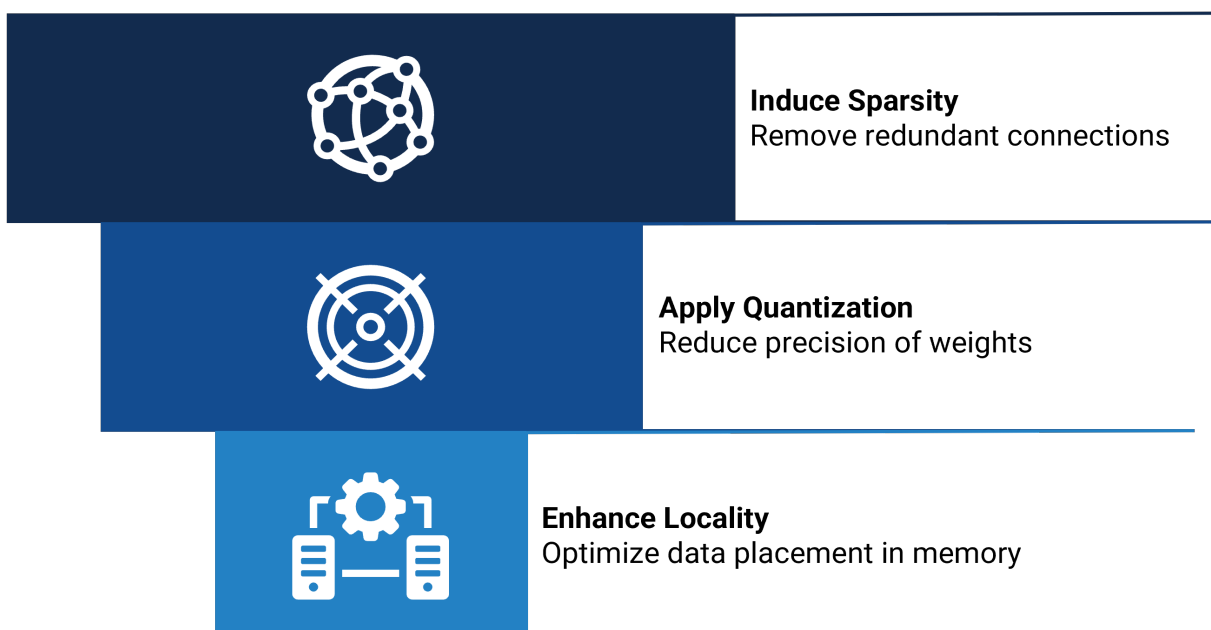 Induce Sparsity
Remove redundant connections
Apply Quantization
Reduce precision of weights
Enhance Locality
Optimize data placement in memory